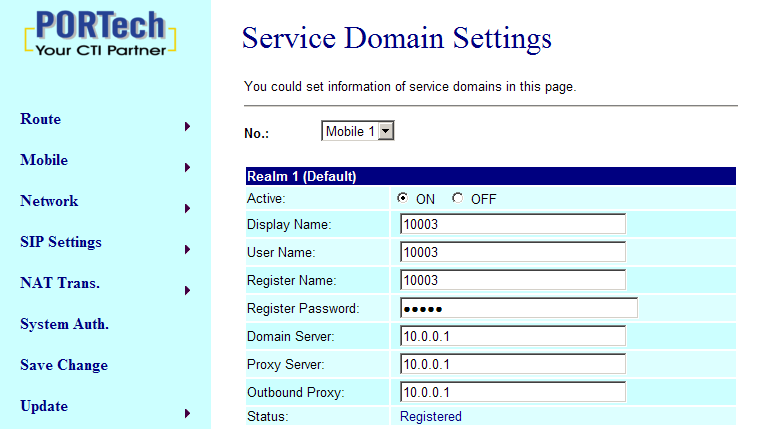 PORTech
Your CTI Partner
Route
Mobile
Network
SIP Settings
NAT Trans.
System Auth.
Save Change
Update
Service Domain Settings
You could set information of service domains in this page.
No.: Mobile 1
Realm 1 (Default)
Active: ON OFF
Display Name: 10003
User Name: 10003
Register Name: 10003
Register Password: ●●●●●
Domain Server: 10.0.0.1
Proxy Server: 10.0.0.1
Outbound Proxy: 10.0.0.1
Status: Registered